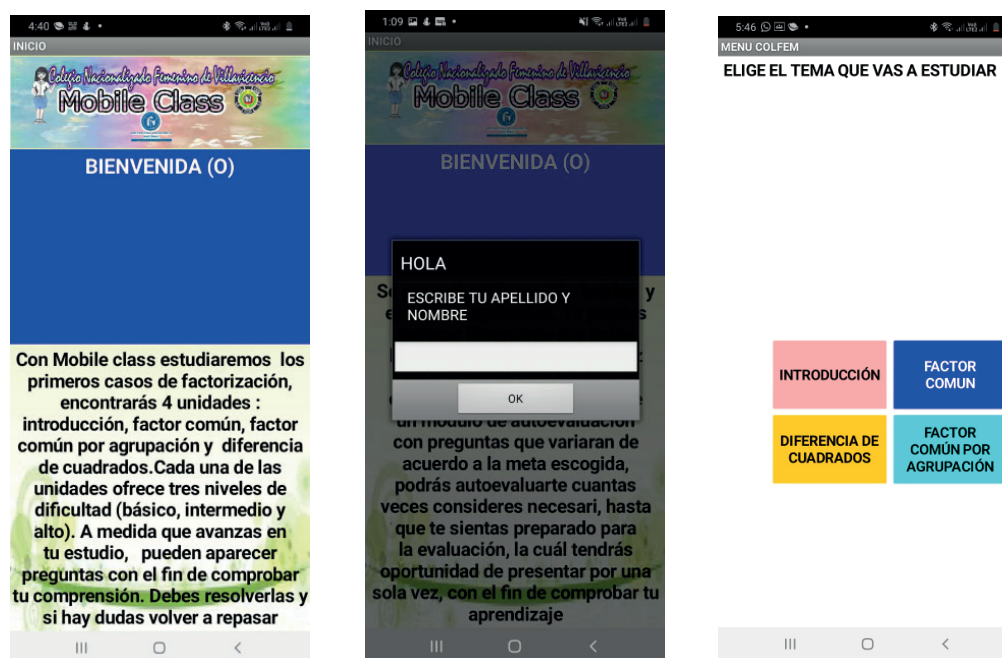 4:40
INICIO
Colegio Nacionalizado Femenino de Villavicencio
Mobile Class
BIENVENIDA (O)
Con Mobile class estudiaremos los
primeros casos de factorización,
encontrarás 4 unidades :
introducción, factor común, factor
común por agrupación y diferencia
de cuadrados.Cada una de las
unidades ofrece tres niveles de
dificultad (básico, intermedio y
alto). A medida que avanzas en
tu estudio, pueden aparecer
preguntas con el fin de comprobar
tu comprensión. Debes resolverlas y
si hay dudas volver a repasar
1:09
INICIO
Colegio Nacionalizado Femenino de Villavicencio
Mobile Class
BIENVENIDA (O)
HOLA
ESCRIBE TU APELLIDO Y
NOMBRE
OK
un módulo de autoevaluación
con preguntas que variaran de
acuerdo a la meta escogida,
podrás autoevaluarte cuantas
veces consideres necesari, hasta
que te sientas preparado para
la evaluación, la cuál tendrás
oportunidad de presentar por una
sola vez, con el fin de comprobar tu
aprendizaje
5:46
MENU COLFEM
ELIGE EL TEMA QUE VAS A ESTUDIAR
INTRODUCCIÓN
FACTOR
COMUN
DIFERENCIA DE
CUADRADOS
FACTOR
COMÚN POR
AGRUPACIÓN